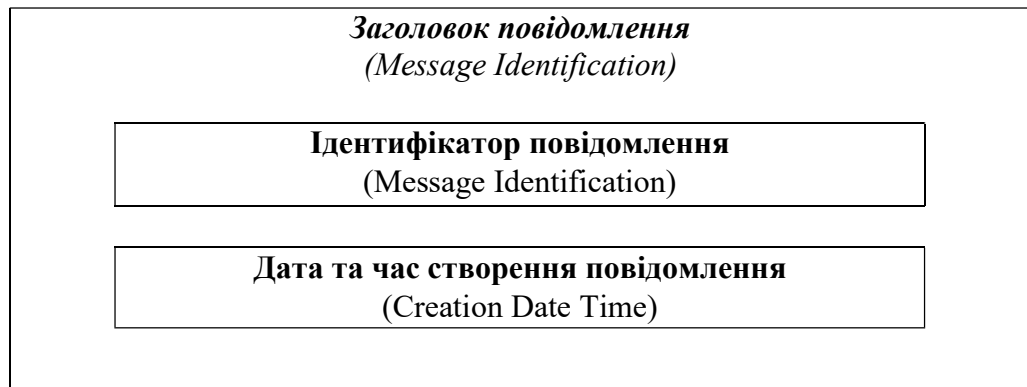 Заголовок повідомлення
(Message Identification)
Ідентифікатор повідомлення
(Message Identification)
Дата та час створення повідомлення
(Creation Date Time)